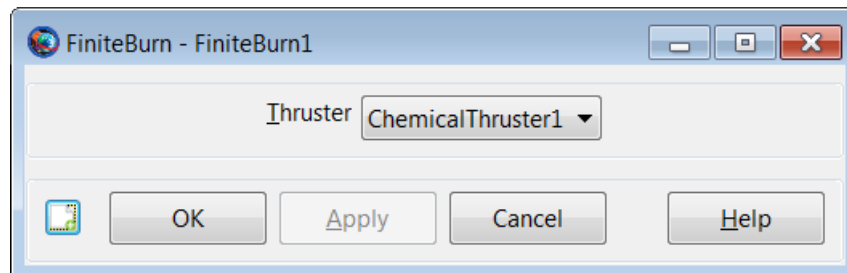 FiniteBurn - FiniteBurn1
Thruster ChemicalThruster1
OK Apply Cancel Help